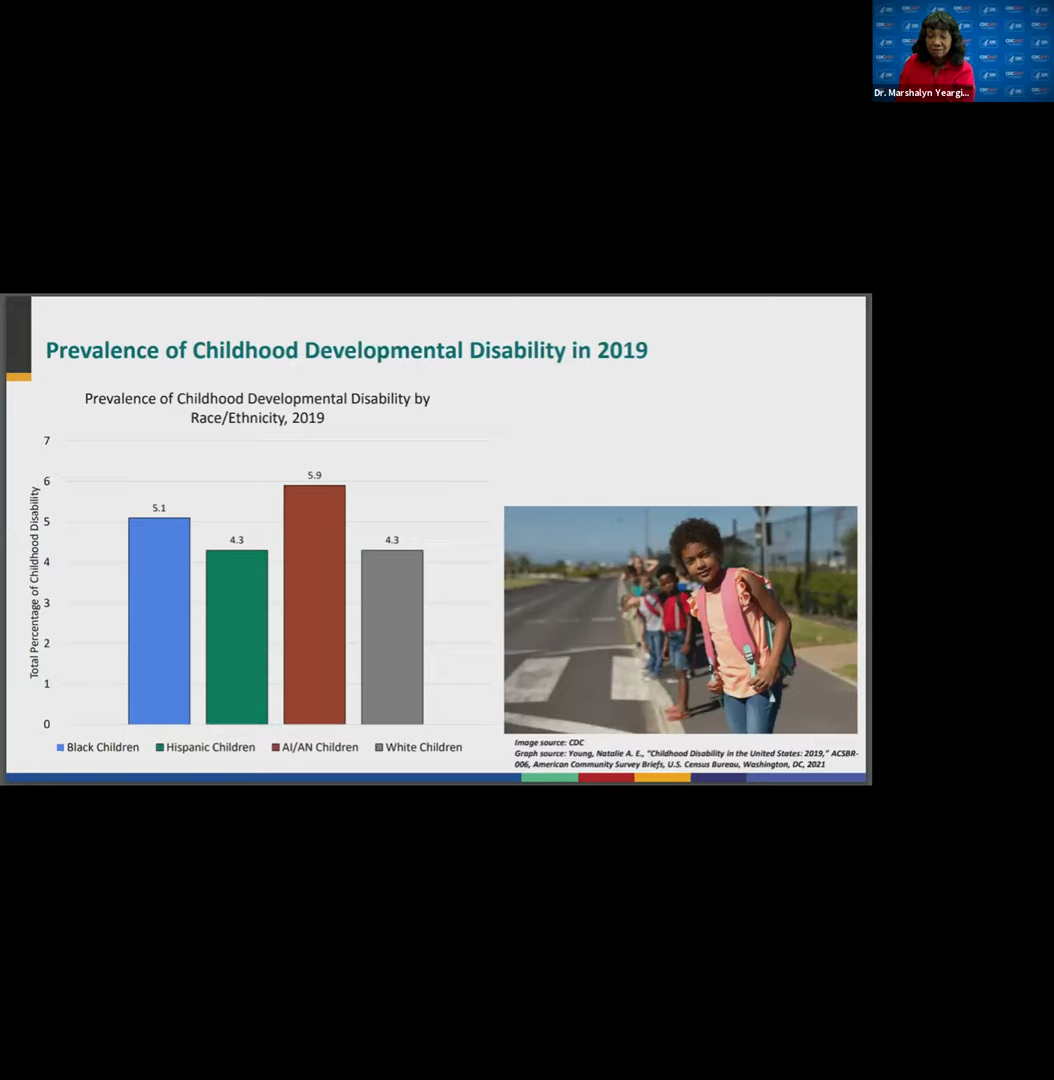 Dr. Marshalyn Yeargi...
Prevalence of Childhood Developmental Disability in 2019
Prevalence of Childhood Developmental Disability by
Race/Ethnicity, 2019
Total Percentage of Childhood Disability
7
6
5
4
3
2
1
0
5.1
4.3
5.9
4.3
Black Children
Hispanic Children
AI/AN Children
White Children
Image source: CDC
Graph source: Young, Natalie A. E., "Childhood Disability in the United States: 2019," ACSBR-
006, American Community Survey Briefs, U.S. Census Bureau, Washington, DC, 2021